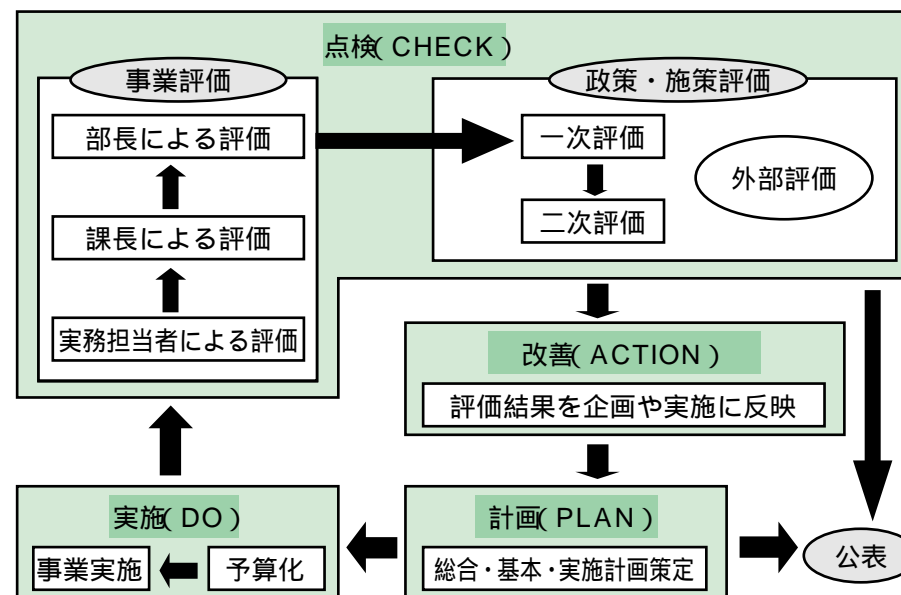 点検(CHECK)
事業評価
部長による評価
課長による評価
実務担当者による評価
政策・施策評価
一次評価
二次評価
外部評価
改善(ACTION)
評価結果を企画や実施に反映
実施(DO)
事業実施
予算化
計画(PLAN)
総合・基本・実施計画策定
公表